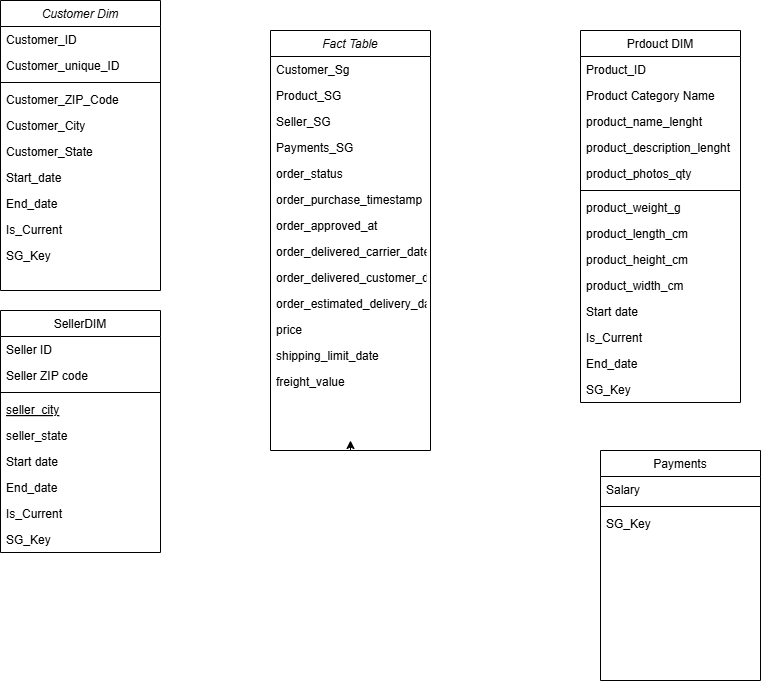 Customer Dim
Customer_ID
Customer_unique_ID
Customer_ZIP_Code
Customer_City
Customer_State
Start_date
End_date
Is_Current
SG_Key
SellerDIM
Seller ID
Seller ZIP code
seller_city
seller_state
Start date
End_date
Is_Current
SG_Key
Fact Table
Customer_Sg
Product_SG
Seller_SG
Payments_SG
order_status
order_purchase_timestamp
order_approved_at
order_delivered_carrier_date
order_delivered_customer_d
order_estimated_delivery_da
price
shipping_limit_date
freight_value
Prdouct DIM
Product_ID
Product Category Name
product_name_lenght
product_description_lenght
product_photos_qty
product_weight_g
product_length_cm
product_height_cm
product_width_cm
Start date
Is_Current
End_date
SG_Key
Payments
Salary
SG_Key